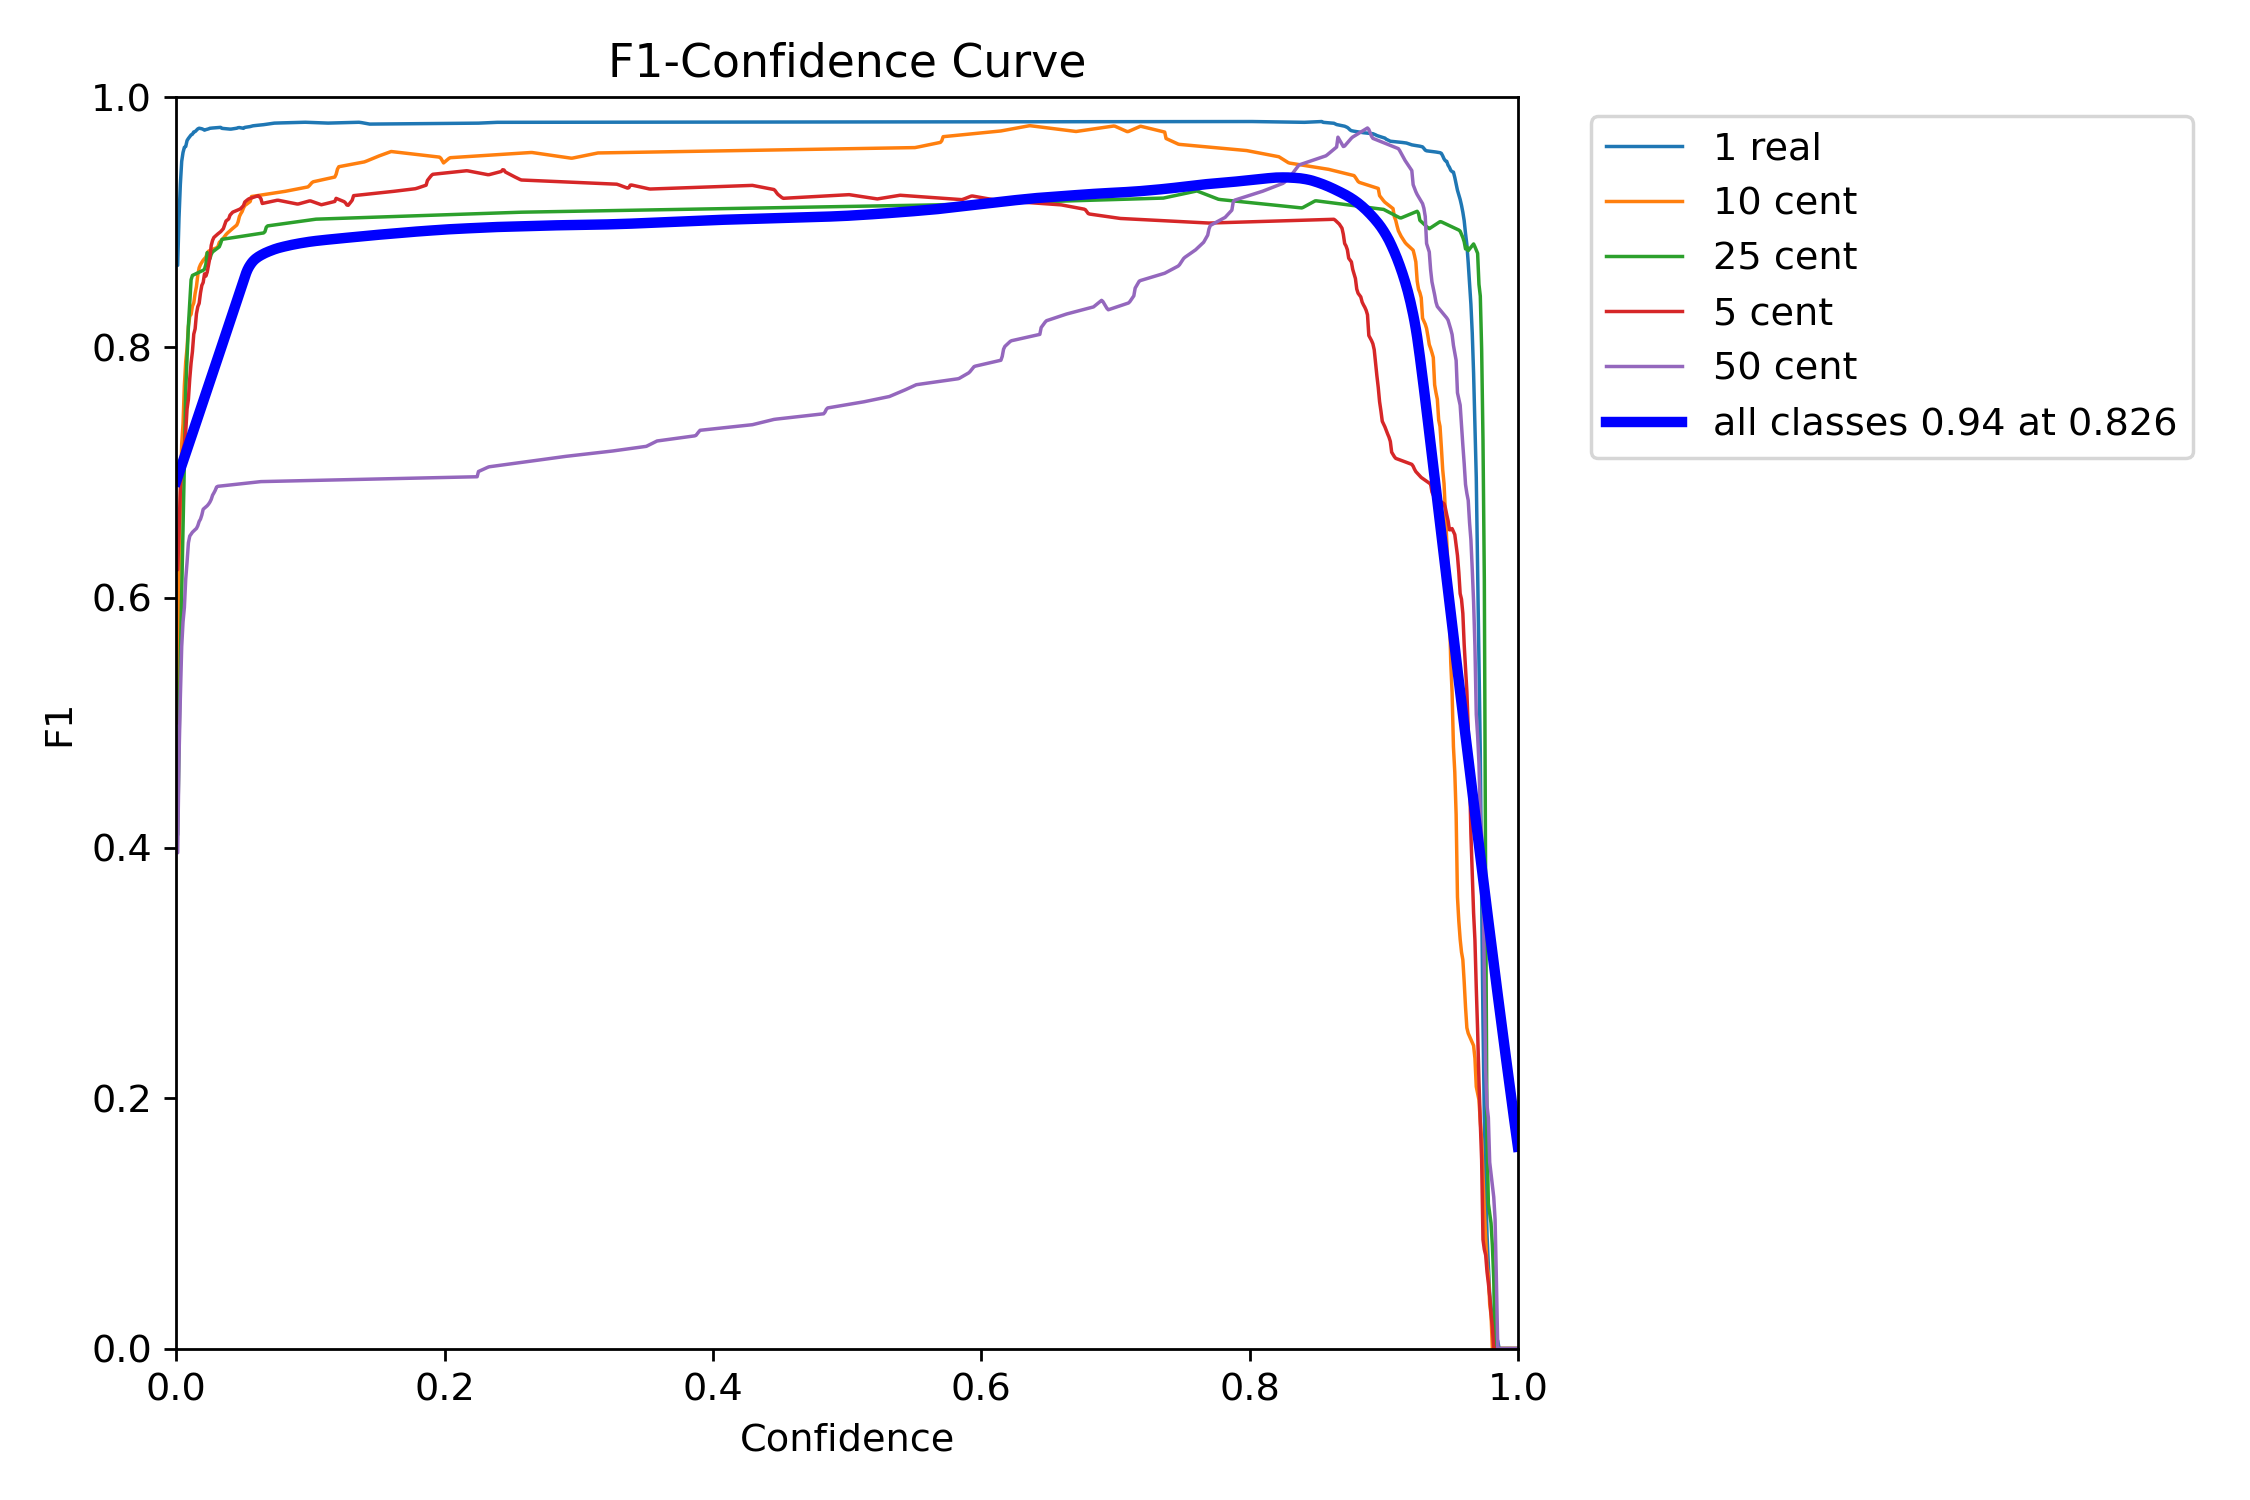 F1-Confidence Curve
1.0
0.8
0.6
0.4
0.2
0.0
F1
0.0 0.2 0.4 0.6 0.8 1.0
Confidence
1 real
10 cent
25 cent
5 cent
50 cent
all classes 0.94 at 0.826